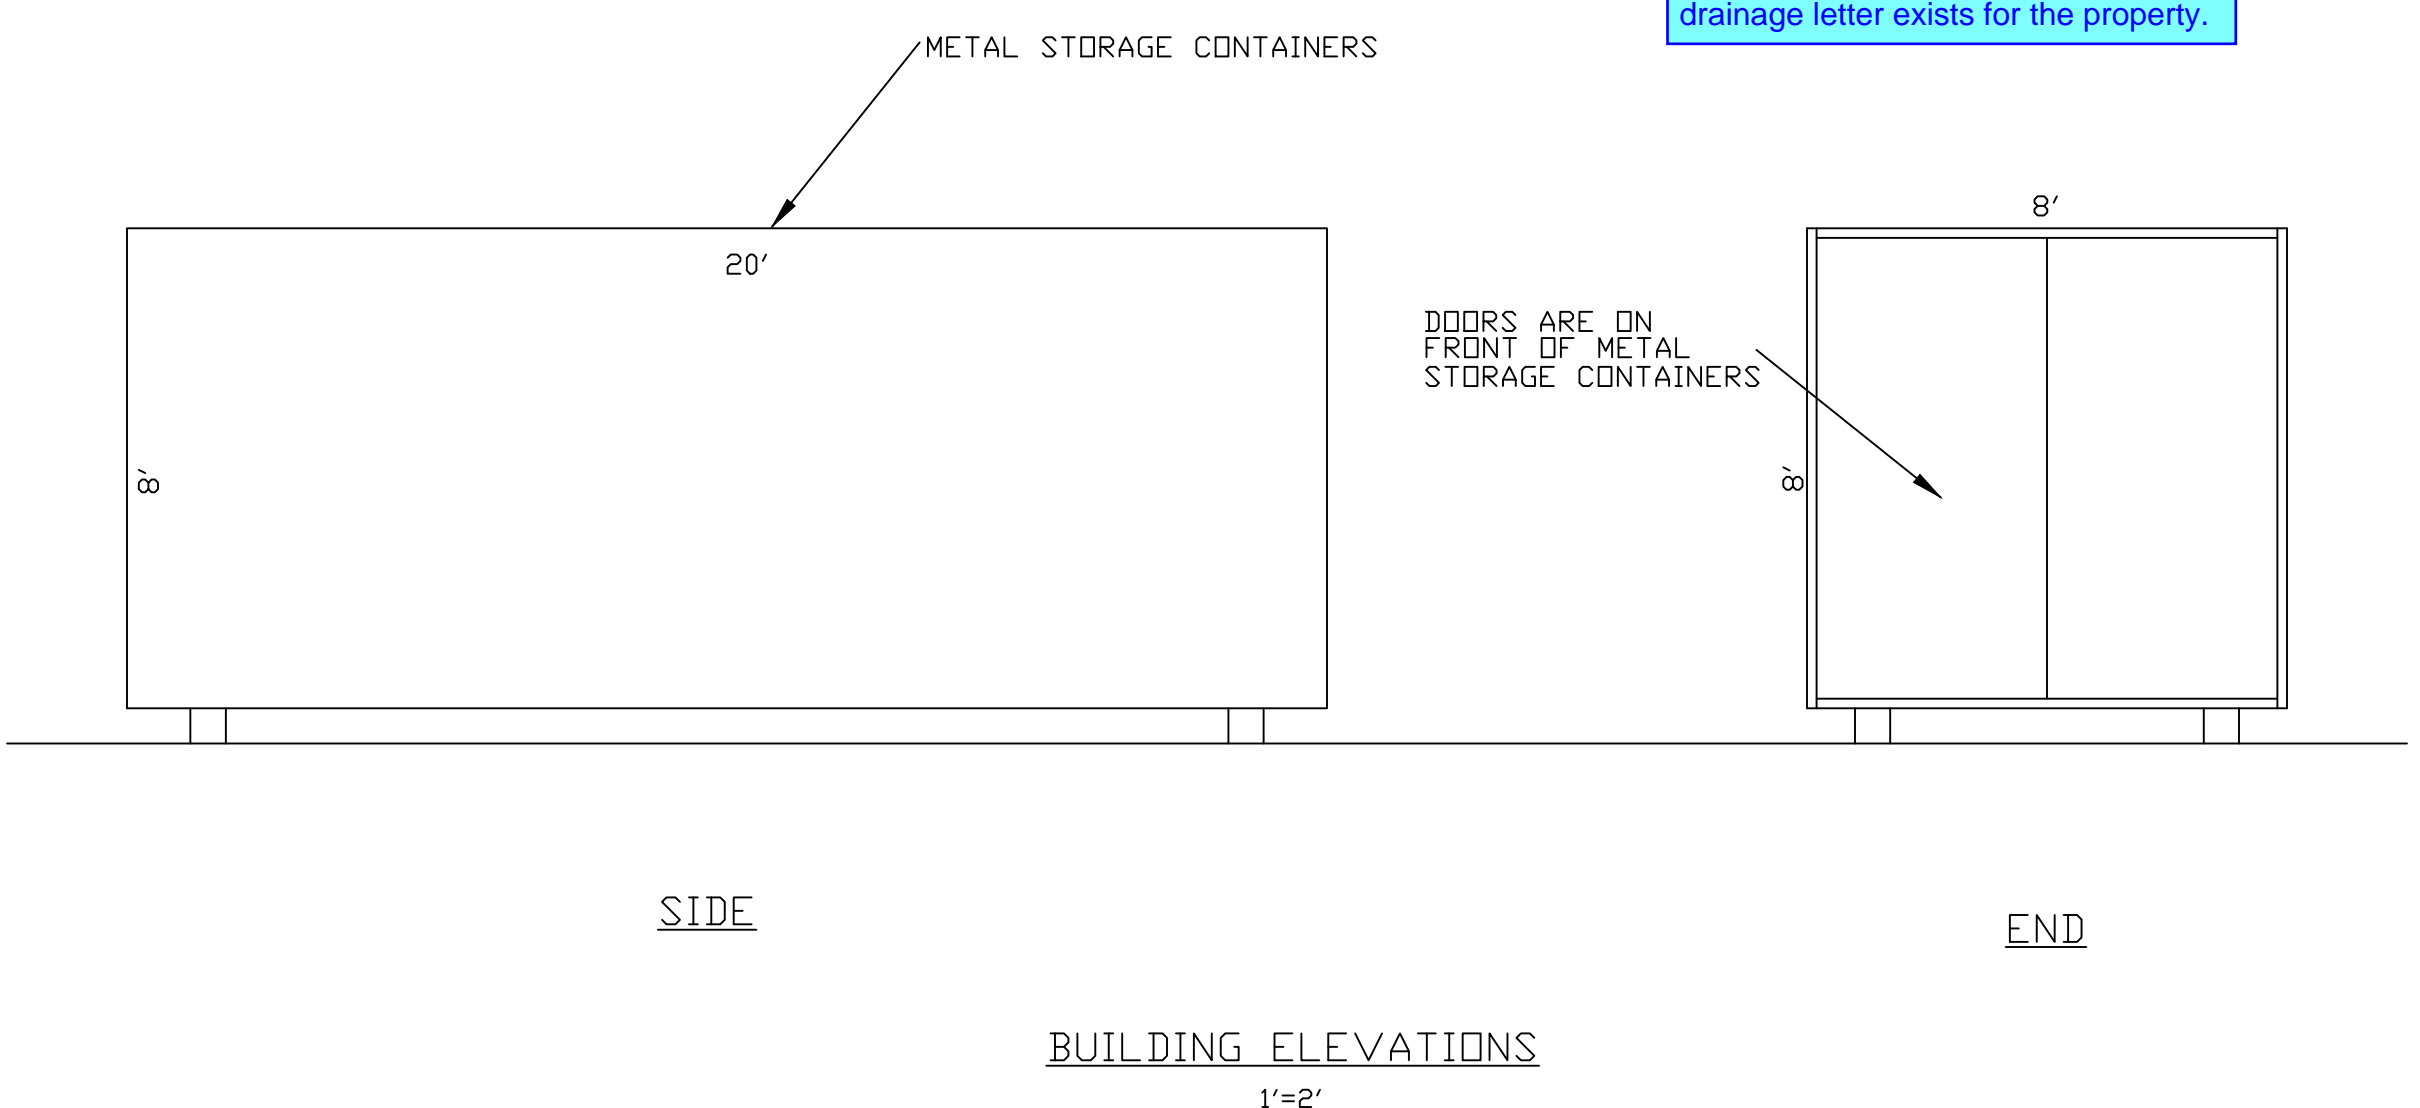 drainage letter exists for the property.
METAL STORAGE CONTAINERS
8'
20'
DOORS ARE ON
FRONT OF METAL
STORAGE CONTAINERS
8'
8'
SIDE
END
BUILDING ELEVATIONS
1'=2'